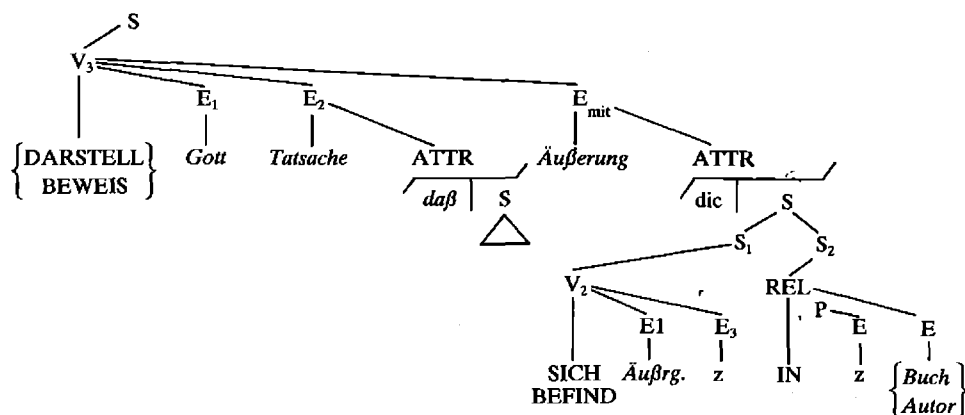 S
V₃
E₁ E₂ E mit
{DARSTELL Gott Tatsache ATTR Äußerung ATTR
BEWEIS}
daß S dic S
S₁ S₂
V₂ REL
E1 E₃ P E E
SICH Äußrg. z IN z {Buch
BEFIND Autor}